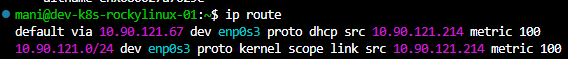 mani@dev-k8s-rockylinux-01:~$ ip route
default via 10.90.121.67 dev enp0s3 proto dhcp src 10.90.121.214 metric 100
10.90.121.0/24 dev enp0s3 proto kernel scope link src 10.90.121.214 metric 100